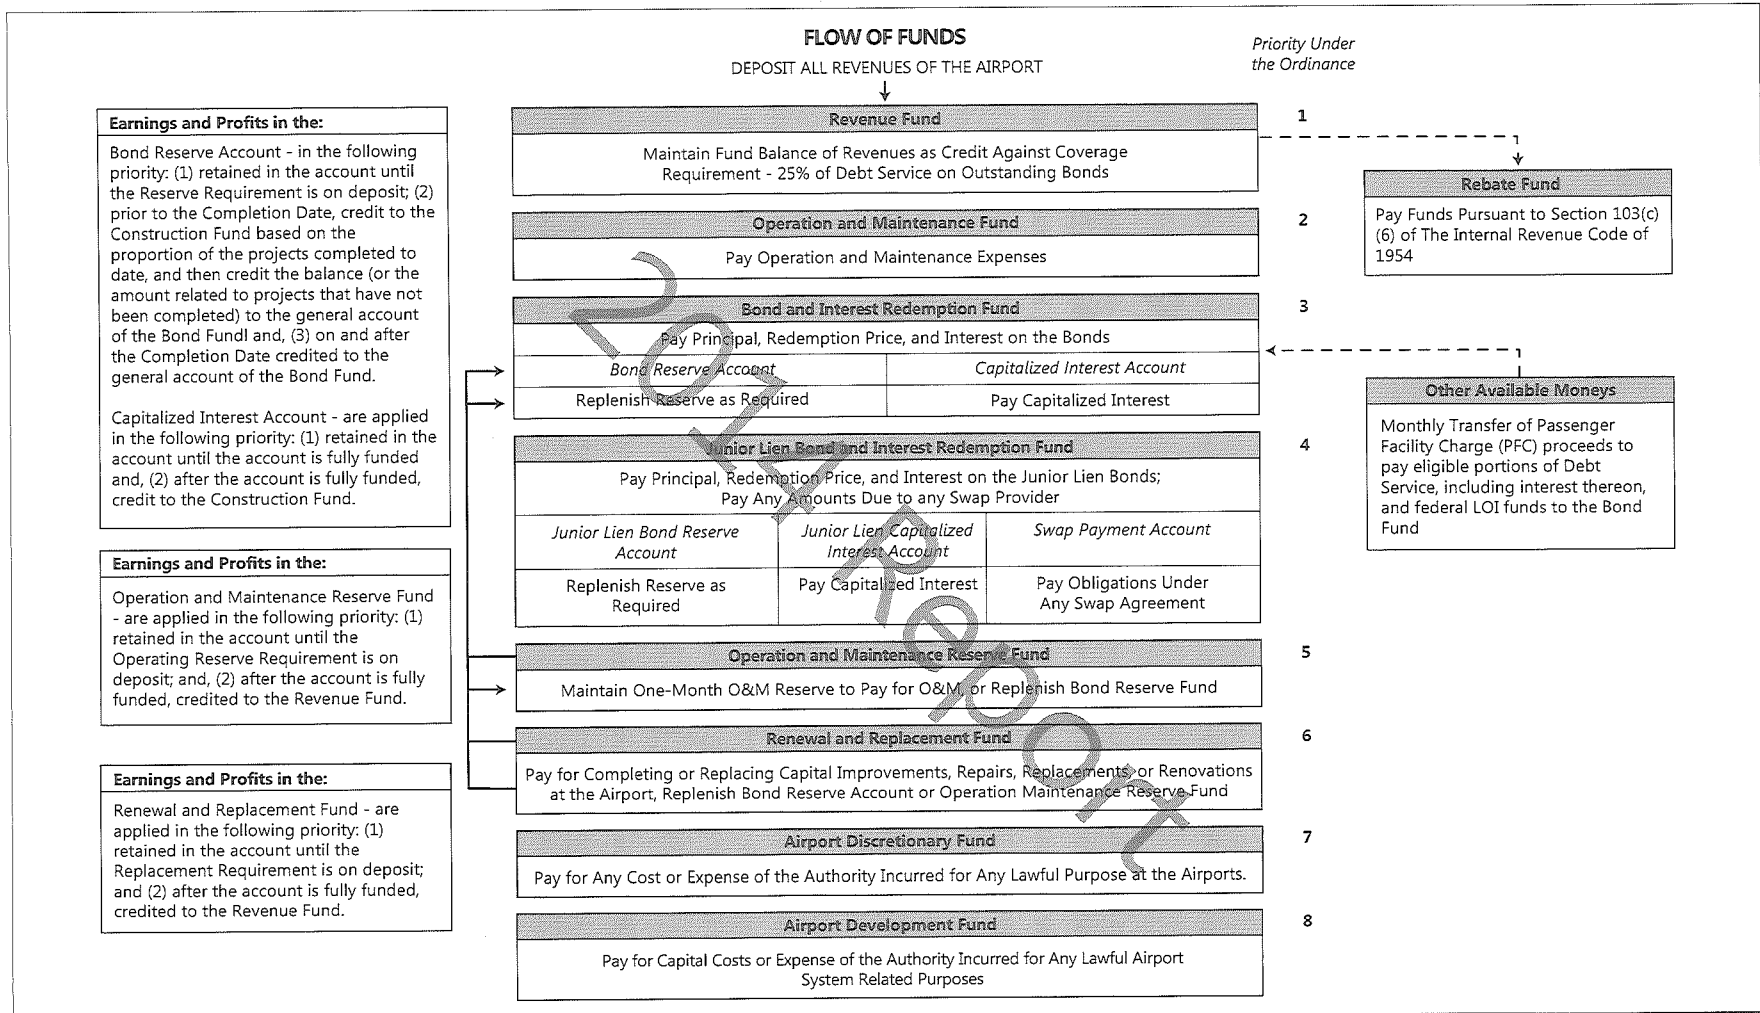 FLOW OF FUNDS
DEPOSIT ALL REVENUES OF THE AIRPORT
Priority Under
the Ordinance
Earnings and Profits in the:
Bond Reserve Account - in the following
priority: (1) retained in the account until
the Reserve Requirement is on deposit; (2)
prior to the Completion Date, credit to the
Construction Fund based on the
proportion of the projects completed to
date, and then credit the balance (or the
amount related to projects that have not
been completed) to the general account
of the Bond Fundl and, (3) on and after
the Completion Date credited to the
general account of the Bond Fund.
Capitalized Interest Account - are applied
in the following priority: (1) retained in the
account until the account is fully funded
and, (2) after the account is fully funded,
credit to the Construction Fund.
Earnings and Profits in the:
Operation and Maintenance Reserve Fund
- are applied in the following priority: (1)
retained in the account until the
Operating Reserve Requirement is on
deposit; and, (2) after the account is fully
funded, credited to the Revenue Fund.
Earnings and Profits in the:
Renewal and Replacement Fund - are
applied in the following priority: (1)
retained in the account until the
Replacement Requirement is on deposit;
and (2) after the account is fully funded,
credited to the Revenue Fund.
Revenue Fund
1
Maintain Fund Balance of Revenues as Credit Against Coverage
Requirement - 25% of Debt Service on Outstanding Bonds
Operation and Maintenance Fund
2
Pay Operation and Maintenance Expenses
Bond and Interest Redemption Fund
3
Pay Principal, Redemption Price, and Interest on the Bonds
Bond Reserve Account
Capitalized Interest Account
Replenish Reserve as Required
Pay Capitalized Interest
Junior Lien Bond and Interest Redemption Fund
4
Pay Principal, Redemption Price, and Interest on the Junior Lien Bonds;
Pay Any Amounts Due to any Swap Provider
Junior Lien Bond Reserve
Account
Junior Lien Capitalized
Interest Account
Swap Payment Account
Replenish Reserve as
Required
Pay Capitalized Interest
Pay Obligations Under
Any Swap Agreement
Operation and Maintenance Reserve Fund
5
Maintain One-Month O&M Reserve to Pay for O&M, or Replenish Bond Reserve Fund
Renewal and Replacement Fund
6
Pay for Completing or Replacing Capital Improvements, Repairs, Replacements, or Renovations
at the Airport, Replenish Bond Reserve Account or Operation Maintenance Reserve Fund
Airport Discretionary Fund
7
Pay for Any Cost or Expense of the Authority Incurred for Any Lawful Purpose at the Airports.
Airport Development Fund
8
Pay for Capital Costs or Expense of the Authority Incurred for Any Lawful Airport
System Related Purposes
Rebate Fund
Pay Funds Pursuant to Section 103(c)
(6) of The Internal Revenue Code of
1954
Other Available Moneys
Monthly Transfer of Passenger
Facility Charge (PFC) proceeds to
pay eligible portions of Debt
Service, including interest thereon,
and federal LOI funds to the Bond
Fund
2014 Report